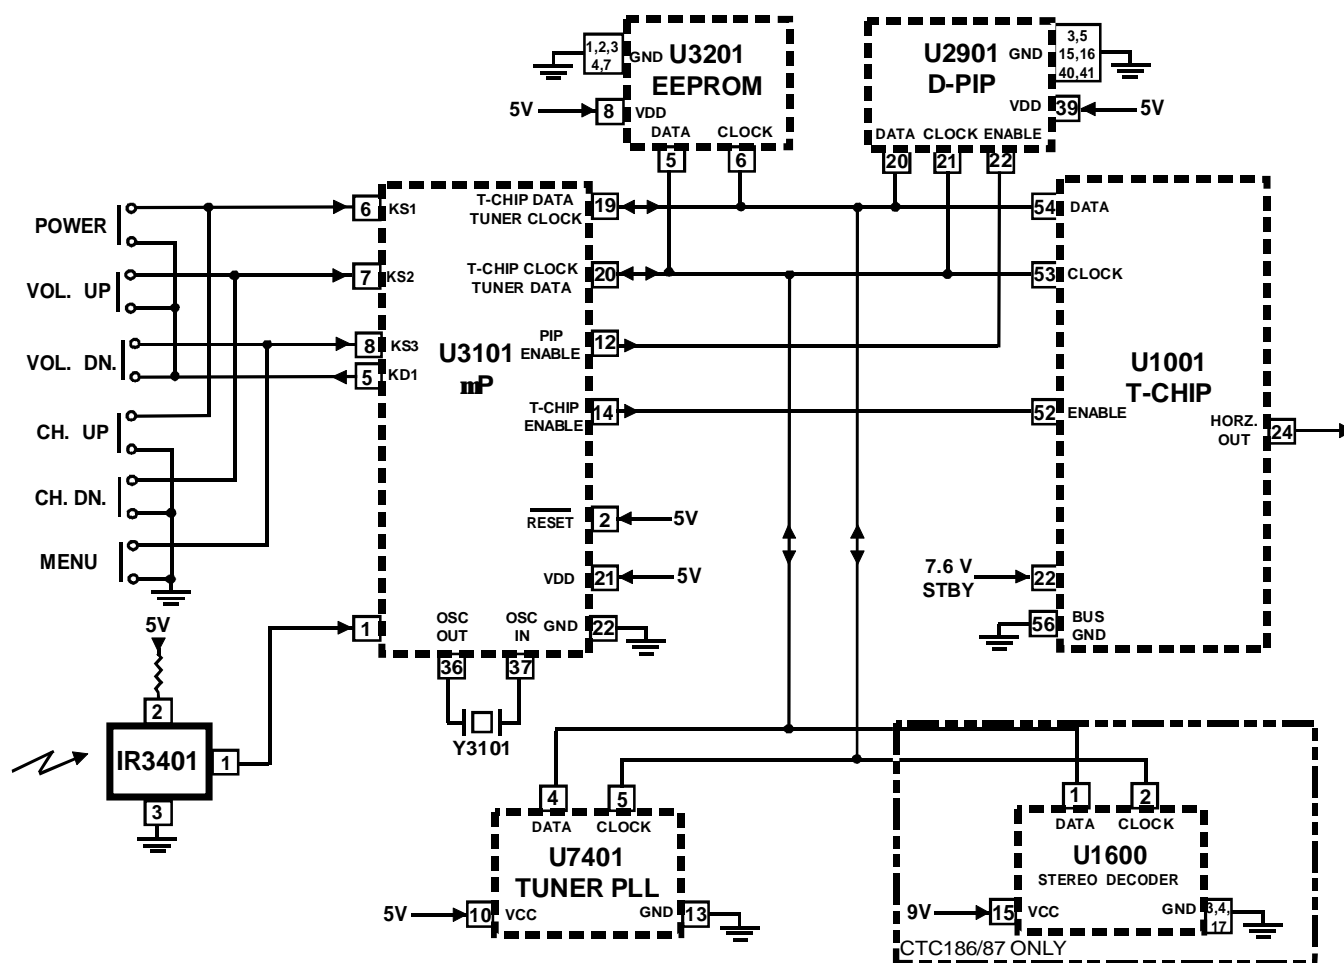 1,2,3
4,7
GND
U3201
EEPROM
5V
8
VDD
DATA
CLOCK
5
6
U2901
D-PIP
GND
3,5
15,16
40,41
VDD
39
5V
DATA
CLOCK
ENABLE
20
21
22
POWER
VOL. UP
VOL. DN.
CH. UP
CH. DN.
MENU
6
KS1
7
KS2
8
KS3
5
KD1
U3101
mP
T-CHIP DATA
TUNER CLOCK
19
T-CHIP CLOCK
TUNER DATA
20
PIP
ENABLE
12
T-CHIP
ENABLE
14
RESET
2
5V
VDD
21
5V
GND
22
1
OSC
OUT
OSC
IN
36
37
Y3101
54
DATA
53
CLOCK
U1001
T-CHIP
52
ENABLE
HORZ.
OUT
24
7.6 V
STBY
22
56
BUS
GND
5V
2
IR3401
1
3
4
5
DATA
CLOCK
U7401
TUNER PLL
5V
10
VCC
GND
13
1
2
DATA
CLOCK
U1600
STEREO DECODER
9V
15
VCC
GND
3,4,
17
CTC186/87 ONLY